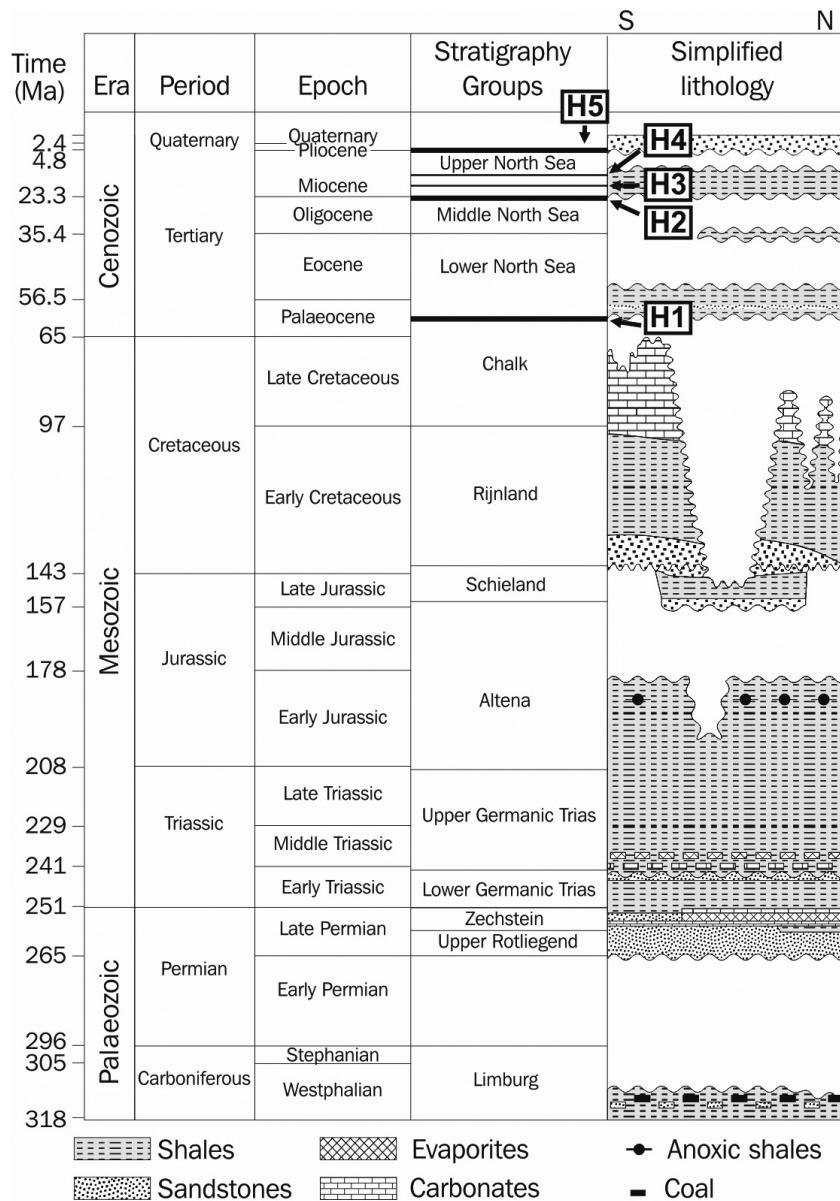 S N
Time (Ma) Era Period Epoch Stratigraphy Groups Simplified lithology
H5
2.4 Quaternary Quaternary
4.8 Pliocene
H4
Upper North Sea
Miocene H3
23.3
H2
Oligocene Middle North Sea
35.4
Cenozoic Tertiary
Eocene Lower North Sea
56.5
Palaeocene H1
65
Chalk
Late Cretaceous
97
Cretaceous
Early Cretaceous Rijnland
143
Late Jurassic Schieland
157
Mesozoic
Middle Jurassic
Jurassic
178
Altena
Early Jurassic
208
Late Triassic
Triassic Upper Germanic Trias
229
Middle Triassic
241
Early Triassic Lower Germanic Trias
251
Zechstein
Late Permian
Upper Rotliegend
265
Permian
Early Permian
Palaeozoic
296
Stephanian
305
Carboniferous Limburg
Westphalian
318
Shales Evaporites Anoxic shales
Sandstones Carbonates Coal